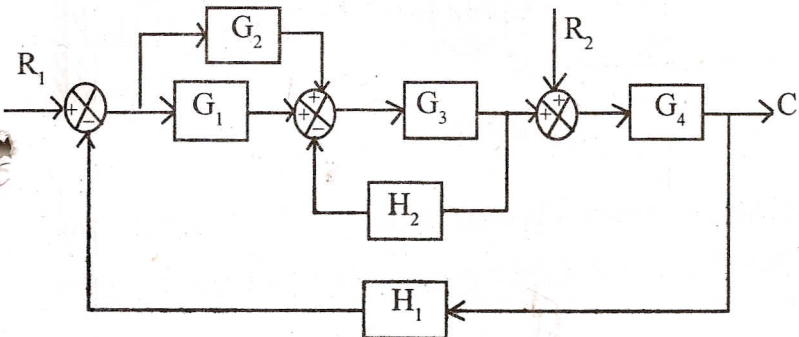 G₂
R₂
R₁
+
−
G₁
+
+
−
G₃
+
+
G₄
C
H₂
H₁